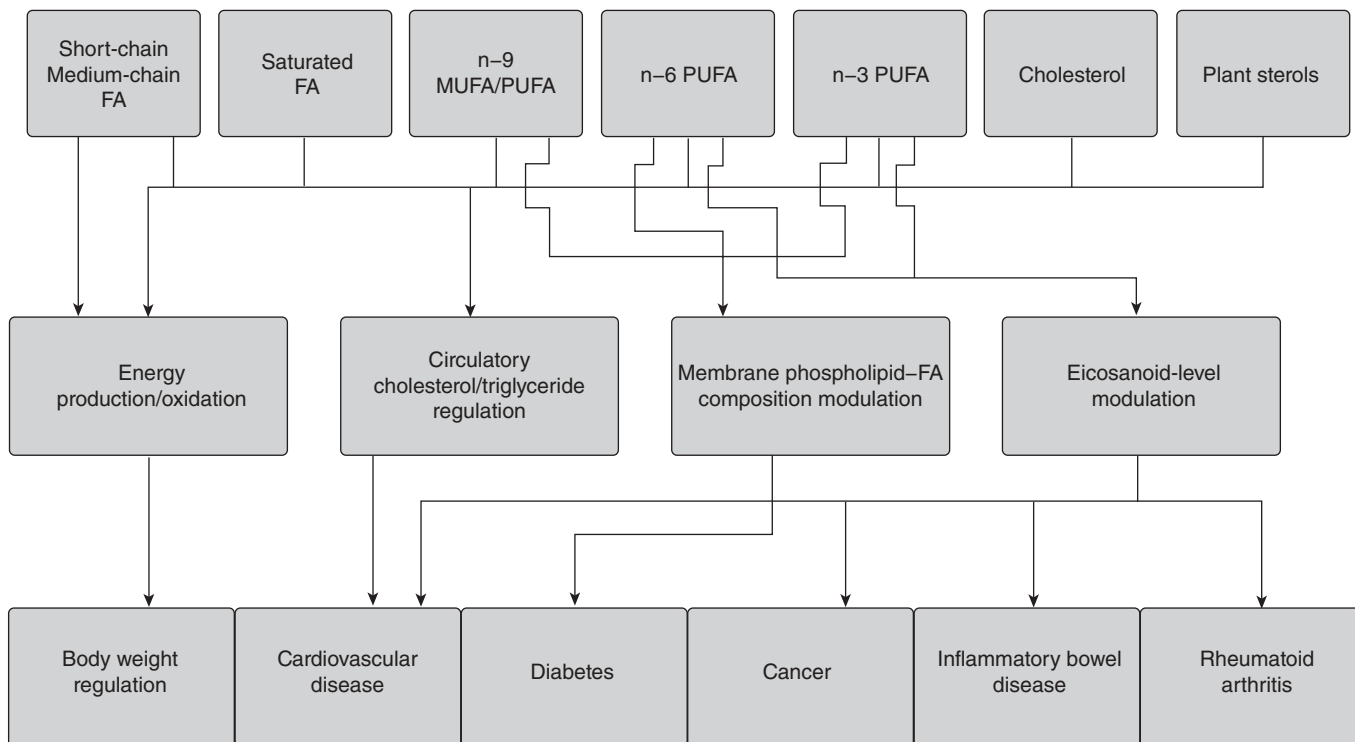 Short-chain
Medium-chain
FA
Saturated
FA
n−9
MUFA/PUFA
n−6 PUFA
n−3 PUFA
Cholesterol
Plant sterols
Energy
production/oxidation
Circulatory
cholesterol/triglyceride
regulation
Membrane phospholipid−FA
composition modulation
Eicosanoid-level
modulation
Body weight
regulation
Cardiovascular
disease
Diabetes
Cancer
Inflammatory bowel
disease
Rheumatoid
arthritis